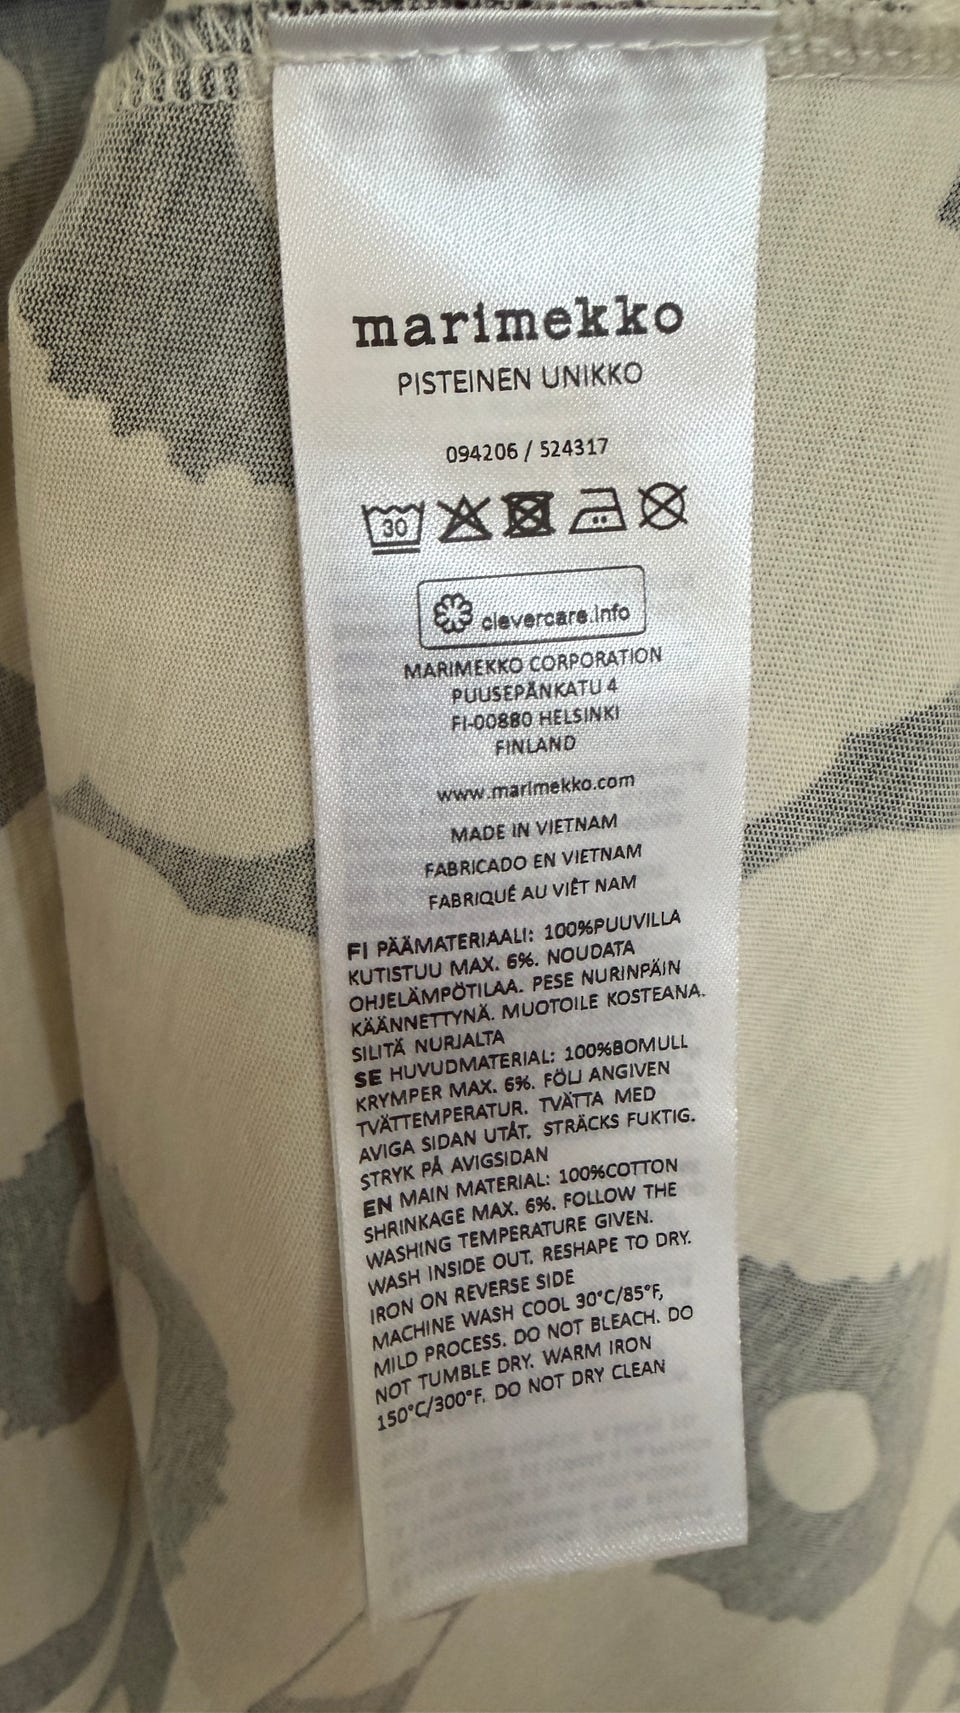 marimekko
PISTEINEN UNIKKO
094206 / 524317
30
clevercare.info
MARIMEKKO CORPORATION
PUUSEPÄNKATU 4
FI-00880 HELSINKI
FINLAND
www.marimekko.com
MADE IN VIETNAM
FABRICADO EN VIETNAM
FABRIQUÉ AU VIÊT NAM
FI PÄÄMATERIAALI: 100%PUUVILLA
KUTISTUU MAX. 6%. NOUDATA
OHJELÄMPÖTILAA. PESE NURINPÄIN
KÄÄNNETTYNÄ. MUOTOILE KOSTEANA.
SILITÄ NURJALTA
SE HUVUDMATERIAL: 100%BOMULL
KRYMPER MAX. 6%. FÖLJ ANGIVEN
TVÄTTEMPERATUR. TVÄTTA MED
AVIGA SIDAN UTÅT. STRÄCKS FUKTIG.
STRYK PÅ AVIGSIDAN
EN MAIN MATERIAL: 100%COTTON
SHRINKAGE MAX. 6%. FOLLOW THE
WASHING TEMPERATURE GIVEN.
WASH INSIDE OUT. RESHAPE TO DRY.
IRON ON REVERSE SIDE
MACHINE WASH COOL 30°C/85°F,
MILD PROCESS. DO NOT BLEACH. DO
NOT TUMBLE DRY. WARM IRON
150°C/300°F. DO NOT DRY CLEAN